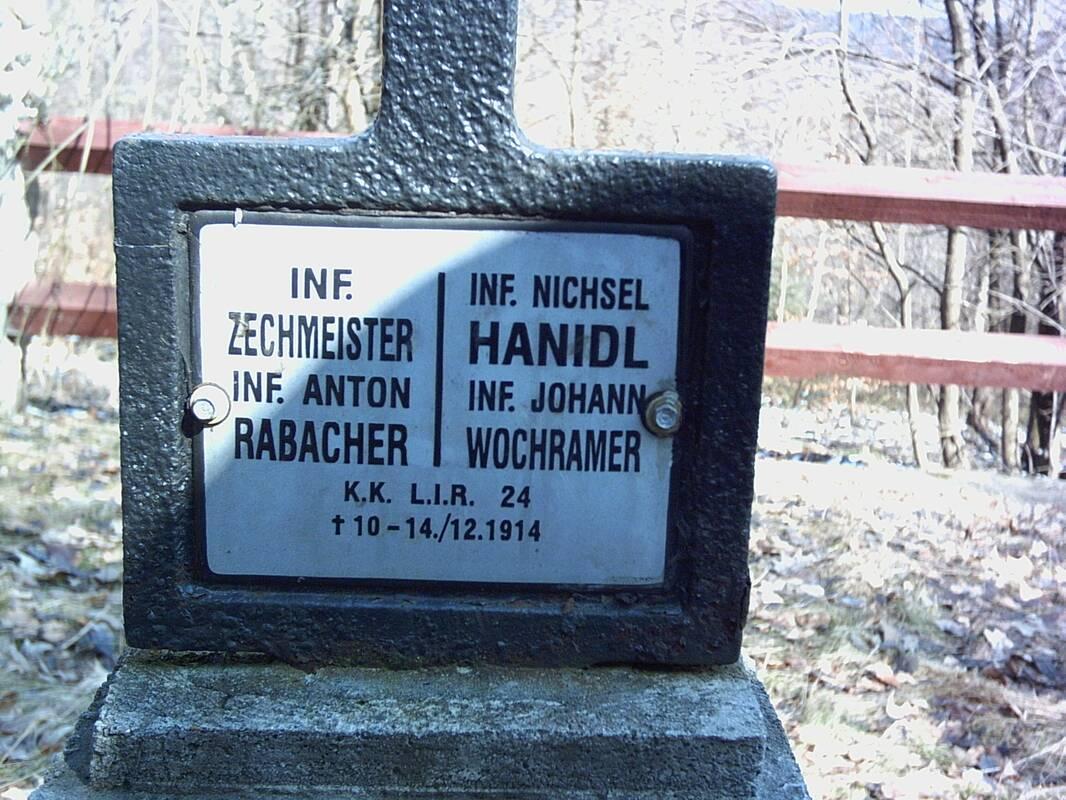 INF.
ZECHMEISTER
INF. ANTON
RABACHER
INF. NICHSEL
HANIDL
INF. JOHANN
WOCHRAMER
K.K. L.I.R. 24
† 10 – 14./12.1914